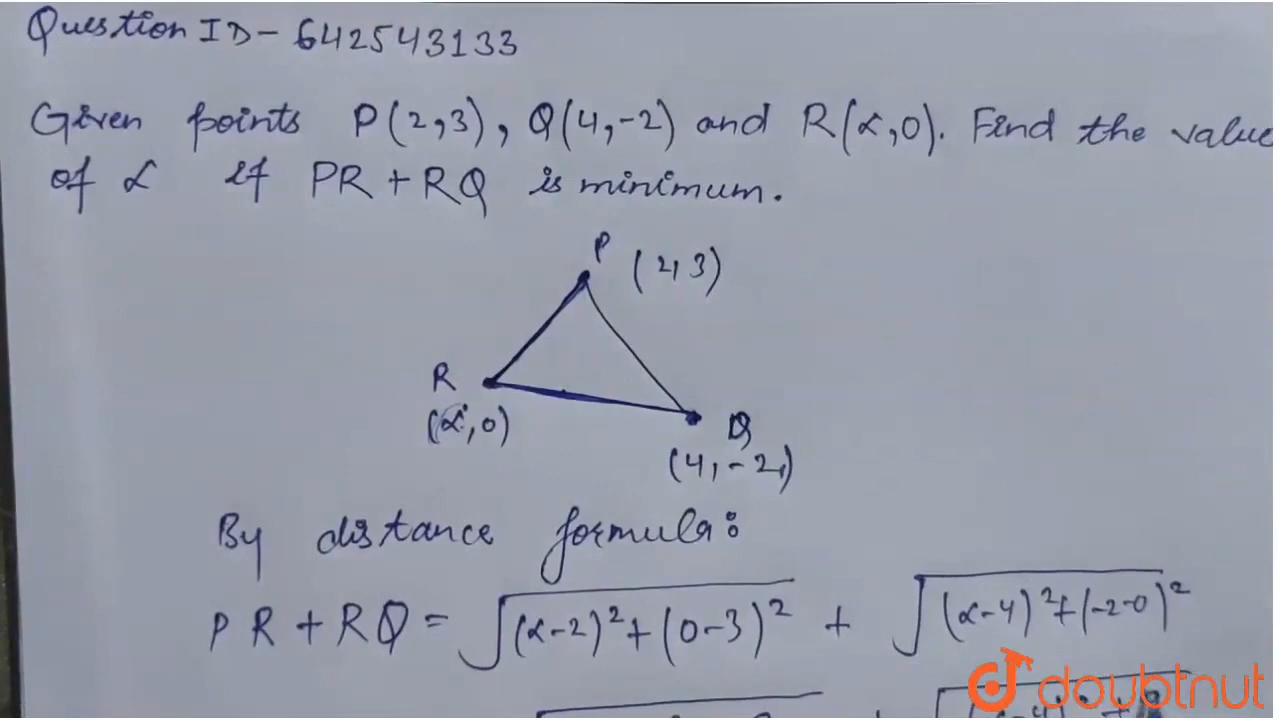 Question ID - 642543133
Given points P(2,3), Q(4,-2) and R(α,0). Find the value
of α if PR + RQ is minimum.
P (2,3)
R
(α,0)
Q
(4,-2)
By distance formula:
PR + RQ = √(α-2)²+(0-3)² + √(α-4)²+(-2-0)²
doubtnut